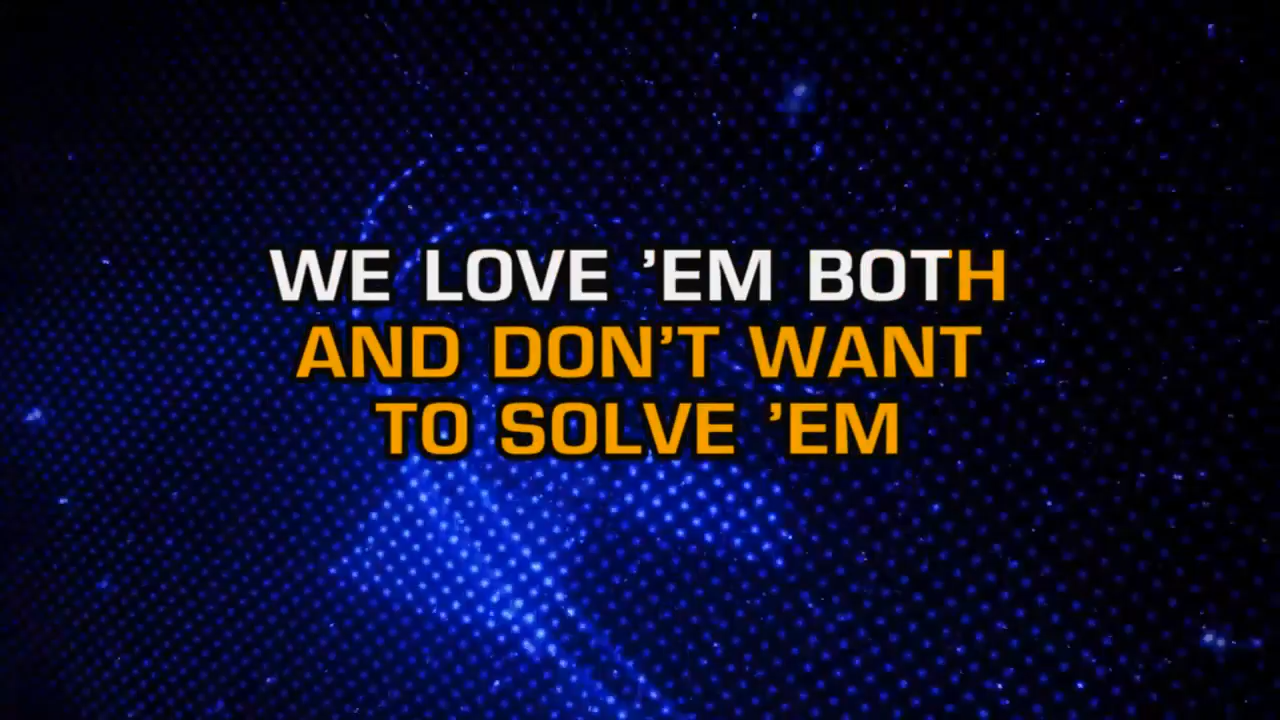 WE LOVE ’EM BOTH
AND DON’T WANT
TO SOLVE ’EM